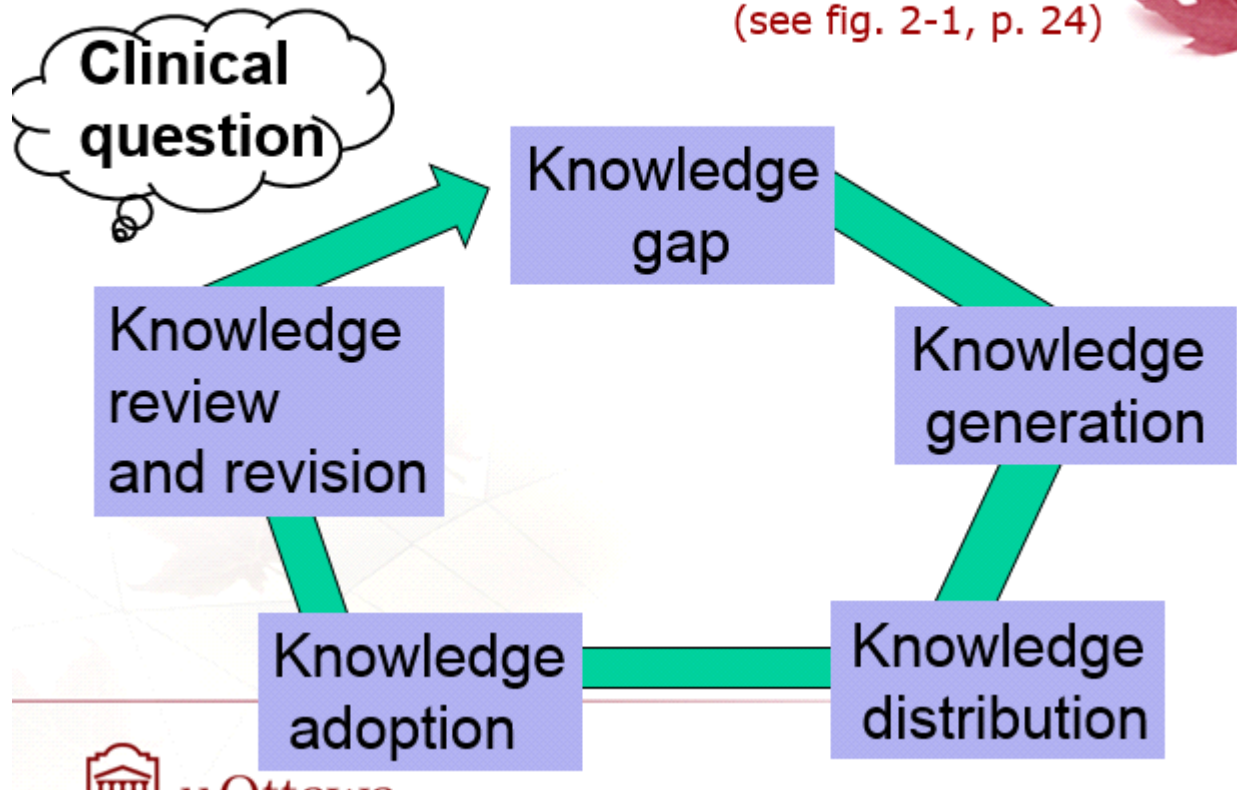 (see fig. 2-1, p. 24)
Clinical
question
Knowledge
gap
Knowledge
generation
Knowledge
distribution
Knowledge
adoption
Knowledge
review
and revision